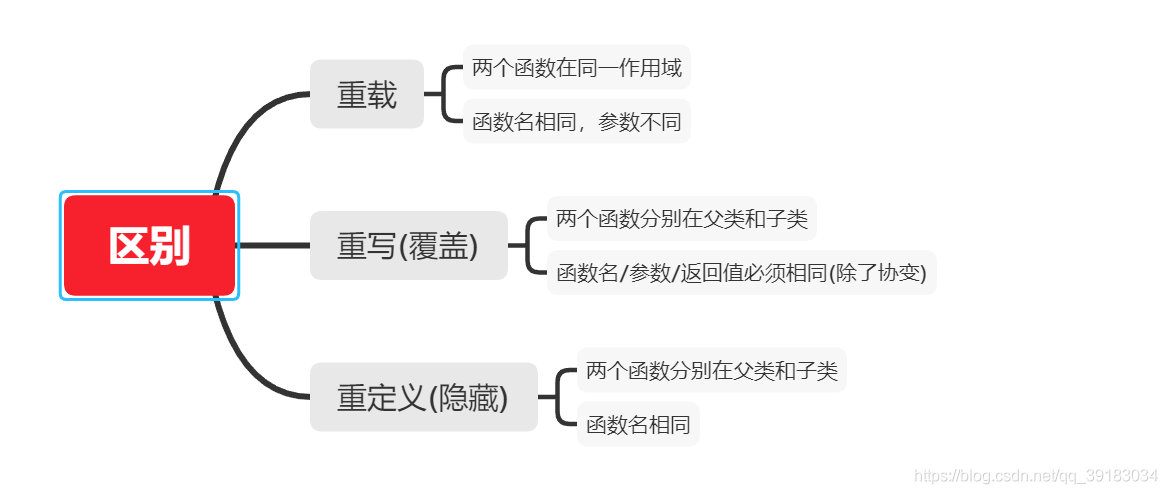 区别
重载
两个函数在同一作用域
函数名相同，参数不同
重写(覆盖)
两个函数分别在父类和子类
函数名/参数/返回值必须相同(除了协变)
重定义(隐藏)
两个函数分别在父类和子类
函数名相同
https://blog.csdn.net/qq_39183034